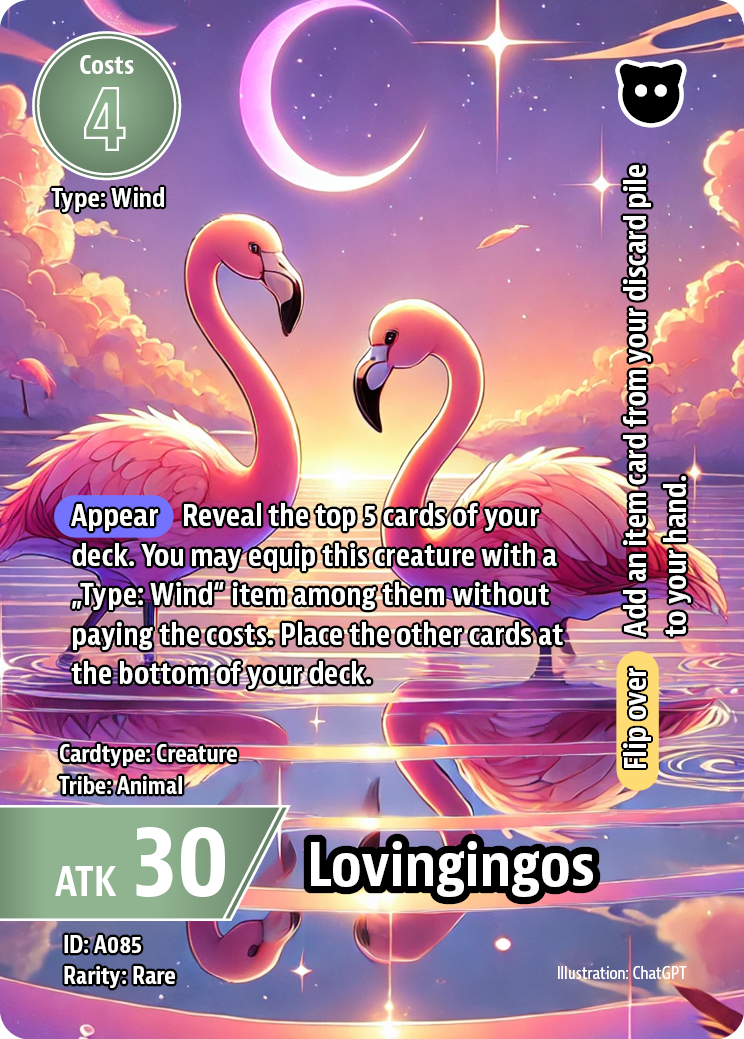 Costs
4
Type: Wind
Add an item card from your discard pile
to your hand.
Flip over
Appear Reveal the top 5 cards of your
deck. You may equip this creature with a
„Type: Wind“ item among them without
paying the costs. Place the other cards at
the bottom of your deck.
Cardtype: Creature
Tribe: Animal
ATK 30
Lovingingos
ID: A085
Rarity: Rare
Illustration: ChatGPT